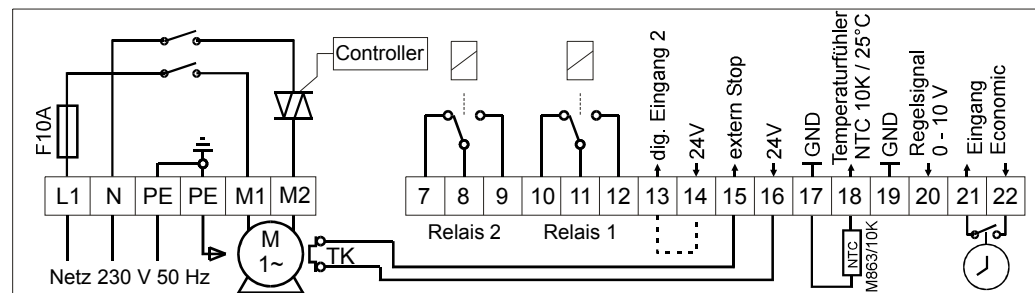 Controller
F10A
dig. Eingang 2
24V
extern Stop
24V
GND
Temperaturfühler
NTC 10K / 25°C
GND
Regelsignal
0 - 10 V
Eingang
Economic
L1 N PE PE M1 M2
7 8 9 10 11 12 13 14 15 16 17 18 19 20 21 22
Relais 2
Relais 1
M
1~
TK
NTC
M863/10K
Netz 230 V 50 Hz